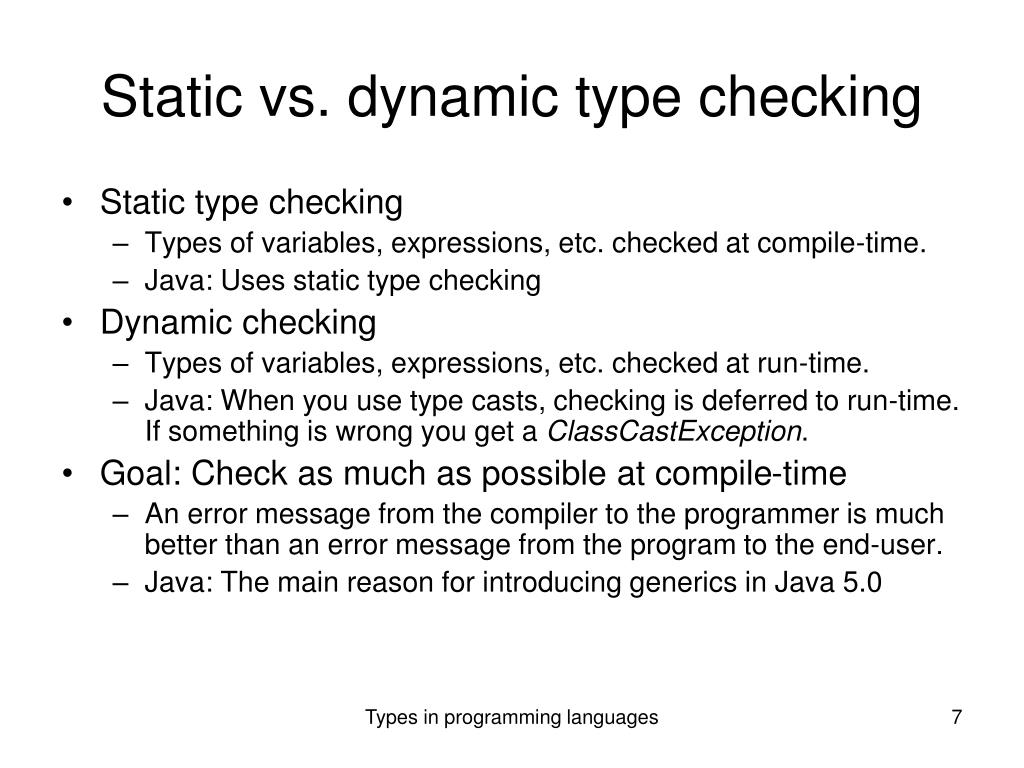 Static vs. dynamic type checking
• Static type checking
– Types of variables, expressions, etc. checked at compile-time.
– Java: Uses static type checking
• Dynamic checking
– Types of variables, expressions, etc. checked at run-time.
– Java: When you use type casts, checking is deferred to run-time.
If something is wrong you get a ClassCastException.
• Goal: Check as much as possible at compile-time
– An error message from the compiler to the programmer is much
better than an error message from the program to the end-user.
– Java: The main reason for introducing generics in Java 5.0
Types in programming languages
7